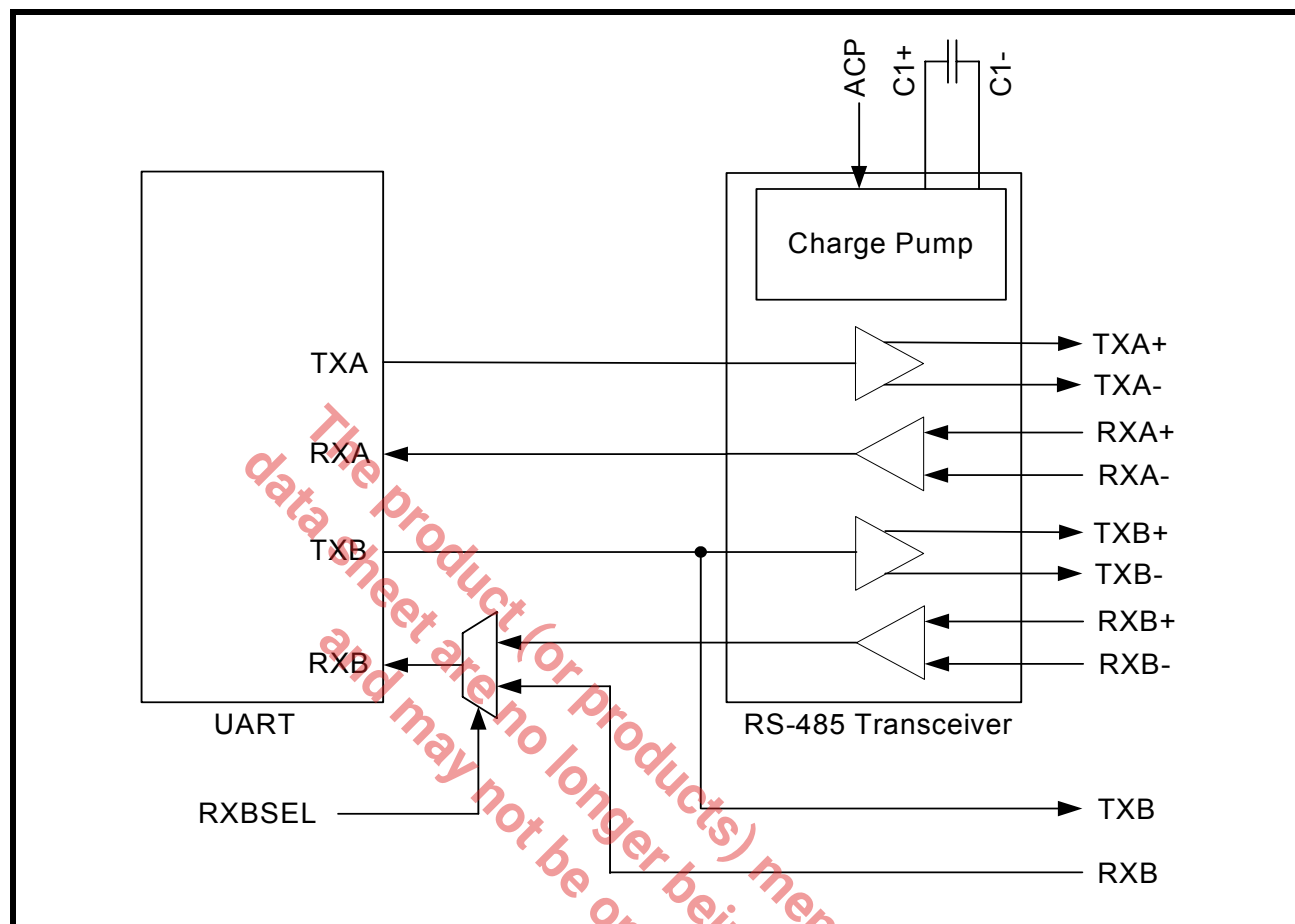 ACP
C1+
C1-
Charge Pump
TXA
TXA+
TXA-
RXA
RXA+
RXA-
TXB
TXB+
TXB-
RXB
RXB+
RXB-
UART
RS-485 Transceiver
RXBSEL
TXB
RXB
The product (or products) men
data sheet are no longer bein
and may not be or